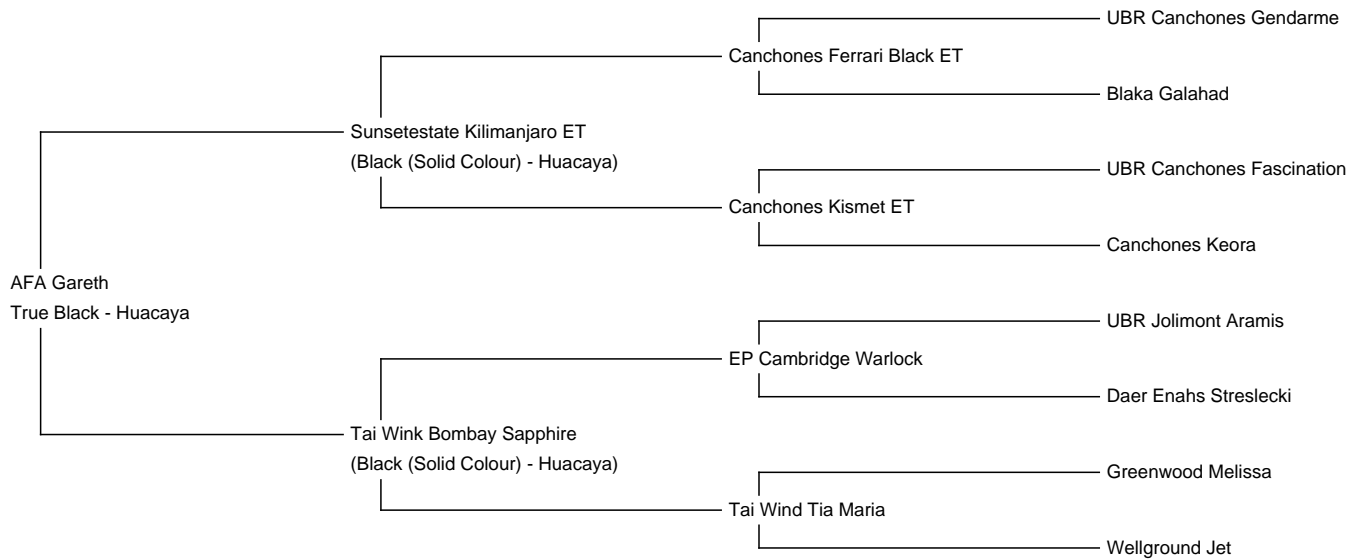 UBR Canchones Gendarme
Canchones Ferrari Black ET
Blaka Galahad
Sunsetestate Kilimanjaro ET
(Black (Solid Colour) - Huacaya)
UBR Canchones Fascination
Canchones Kismet ET
Canchones Keora
AFA Gareth
True Black - Huacaya
UBR Jolimont Aramis
EP Cambridge Warlock
Daer Enahs Streslecki
Tai Wink Bombay Sapphire
(Black (Solid Colour) - Huacaya)
Greenwood Melissa
Tai Wind Tia Maria
Wellground Jet